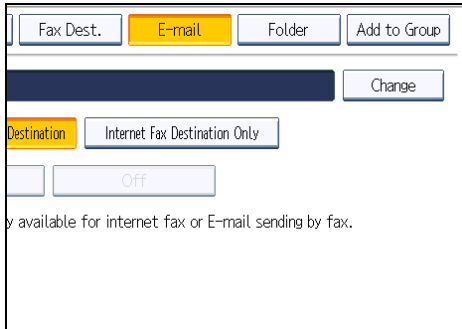 Fax Dest. E-mail Folder Add to Group
Change
Destination Internet Fax Destination Only
Off
y available for internet fax or E-mail sending by fax.